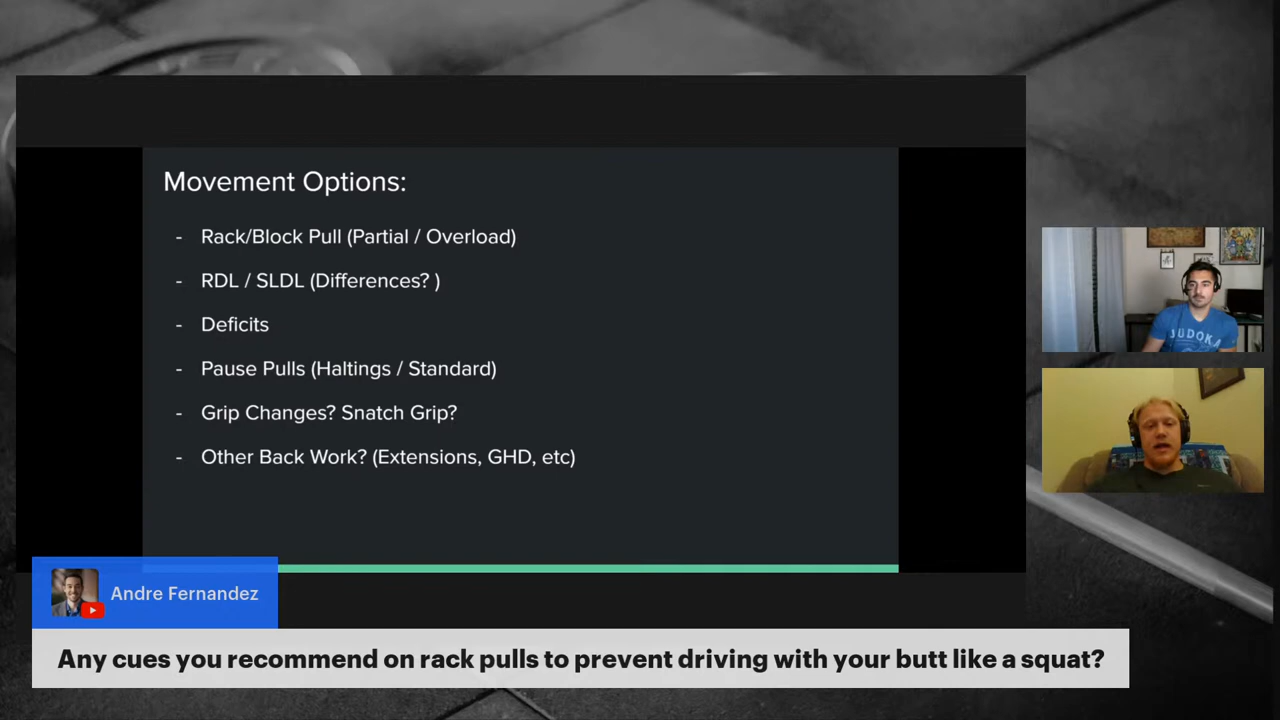 Movement Options:
- Rack/Block Pull (Partial / Overload)
- RDL / SLDL (Differences? )
- Deficits
- Pause Pulls (Haltings / Standard)
- Grip Changes? Snatch Grip?
- Other Back Work? (Extensions, GHD, etc)
JUDOKA
Andre Fernandez
Any cues you recommend on rack pulls to prevent driving with your butt like a squat?